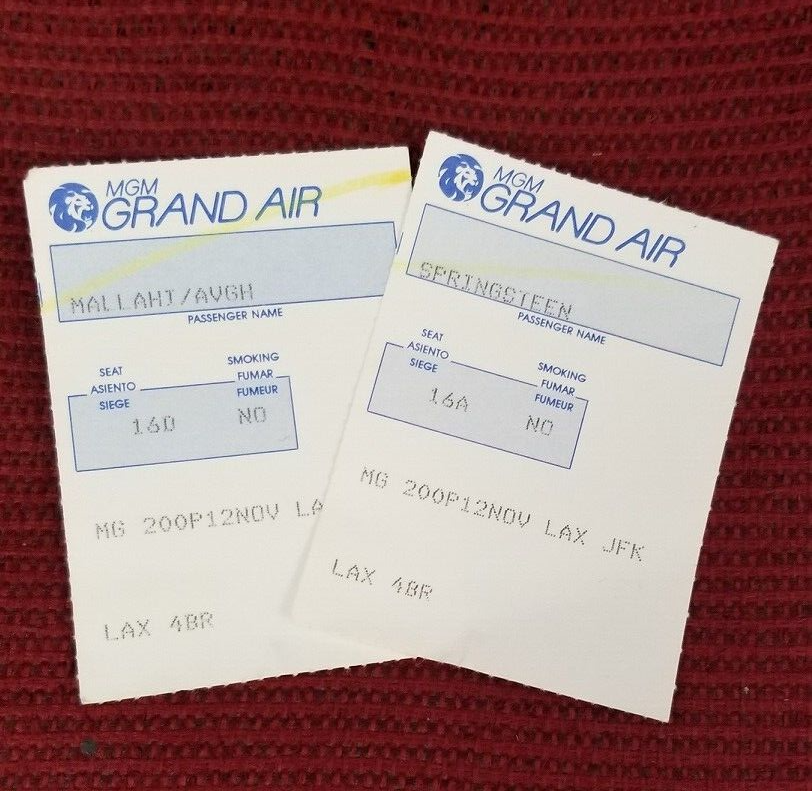 MGM
GRAND AIR
MALLAHI/AVGH
PASSENGER NAME
SEAT
ASIENTO
SIEGE
SMOKING
FUMAR
FUMEUR
16D
NO
MG 200P12NOV LA
LAX 4BR
MGM
GRAND AIR
SPRINGSTEEN
PASSENGER NAME
SEAT
ASIENTO
SIEGE
SMOKING
FUMAR
FUMEUR
16A
NO
MG 200P12NOV LAX JFK
LAX 4BR